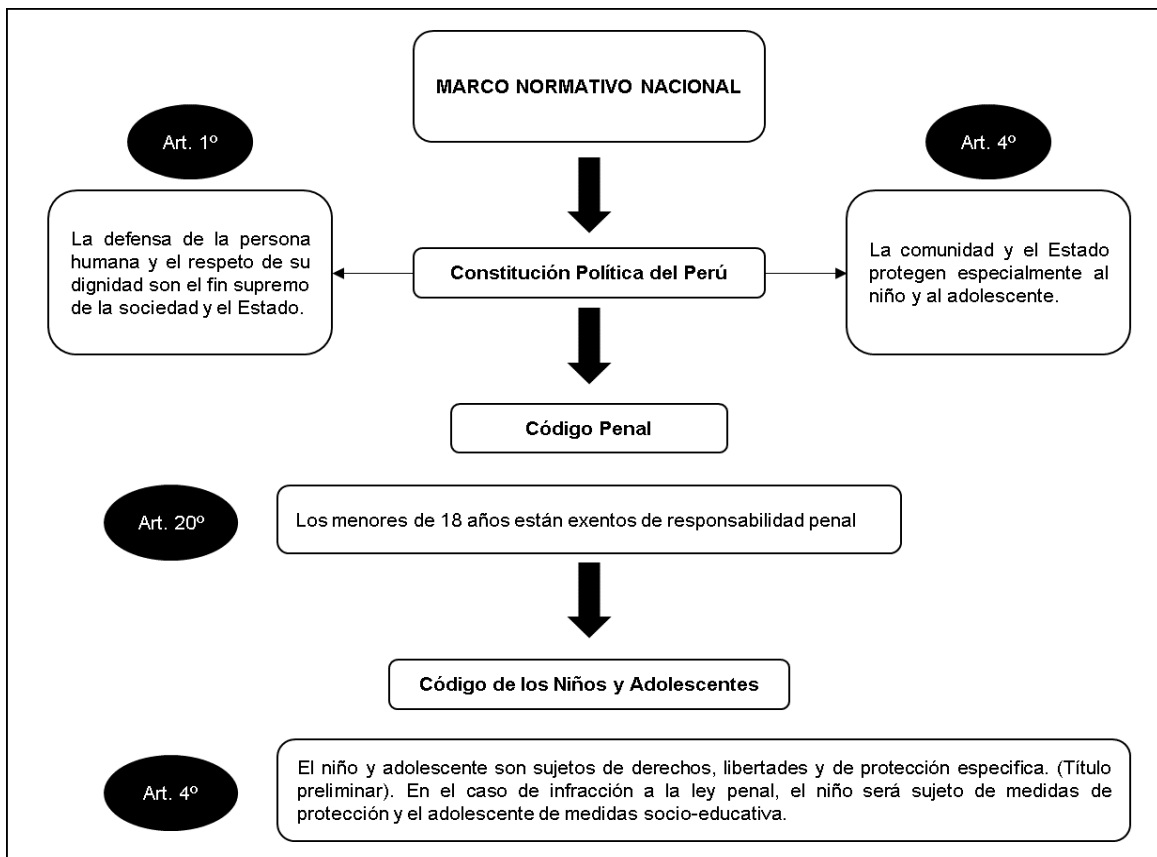 MARCO NORMATIVO NACIONAL
Art. 1º
Art. 4º
La defensa de la persona
humana y el respeto de su
dignidad son el fin supremo
de la sociedad y el Estado.
Constitución Política del Perú
La comunidad y el Estado
protegen especialmente al
niño y al adolescente.
Código Penal
Art. 20º
Los menores de 18 años están exentos de responsabilidad penal
Código de los Niños y Adolescentes
Art. 4º
El niño y adolescente son sujetos de derechos, libertades y de protección especifica. (Título
preliminar). En el caso de infracción a la ley penal, el niño será sujeto de medidas de
protección y el adolescente de medidas socio-educativa.